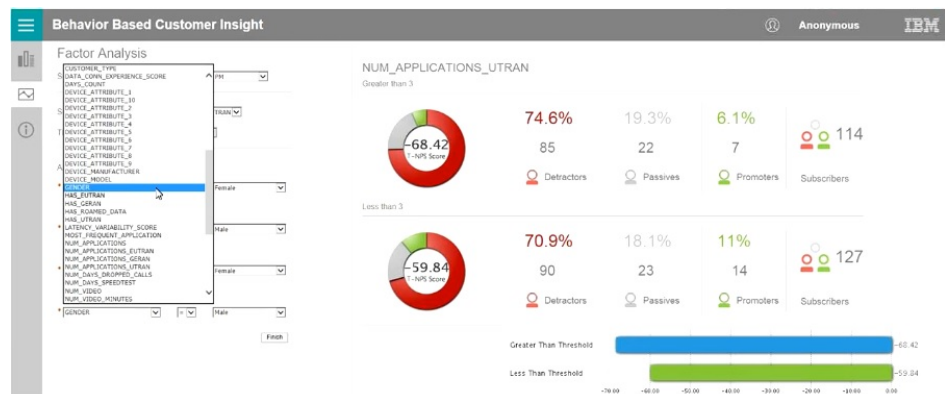 Behavior Based Customer Insight
Anonymous
IBM
Factor Analysis
CUSTOMER_TYPE
DATA_CONN_EXPERIENCE_SCORE
DAYS_COUNT
DEVICE_ATTRIBUTE_1
DEVICE_ATTRIBUTE_10
DEVICE_ATTRIBUTE_2
DEVICE_ATTRIBUTE_3
DEVICE_ATTRIBUTE_4
DEVICE_ATTRIBUTE_5
DEVICE_ATTRIBUTE_6
DEVICE_ATTRIBUTE_7
DEVICE_ATTRIBUTE_8
DEVICE_ATTRIBUTE_9
DEVICE_MANUFACTURER
DEVICE_MODEL
GENDER
HAS_EUTRAN
HAS_GERAN
HAS_ROAMED_DATA
HAS_UTRAN
LATENCY_VARIABILITY_SCORE
MOST_FREQUENT_APPLICATION
NUM_APPLICATIONS
NUM_APPLICATIONS_EUTRAN
NUM_APPLICATIONS_GERAN
NUM_APPLICATIONS_UTRAN
NUM_DAYS_DROPPED_CALLS
NUM_DAYS_SPEEDTEST
NUM_VIDEO
NUM_VIDEO_MINUTES
PM
TRAN
Female
Male
Female
* GENDER = Male
Finish
NUM_APPLICATIONS_UTRAN
Greater than 3
-68.42
T-NPS Score
74.6% 19.3% 6.1%
85 22 7 114
Detractors Passives Promoters Subscribers
Less than 3
-59.84
T-NPS Score
70.9% 18.1% 11%
90 23 14 127
Detractors Passives Promoters Subscribers
Greater Than Threshold -68.42
Less Than Threshold -59.84
-70.00 -60.00 -50.00 -40.00 -30.00 -20.00 -10.00 0.00